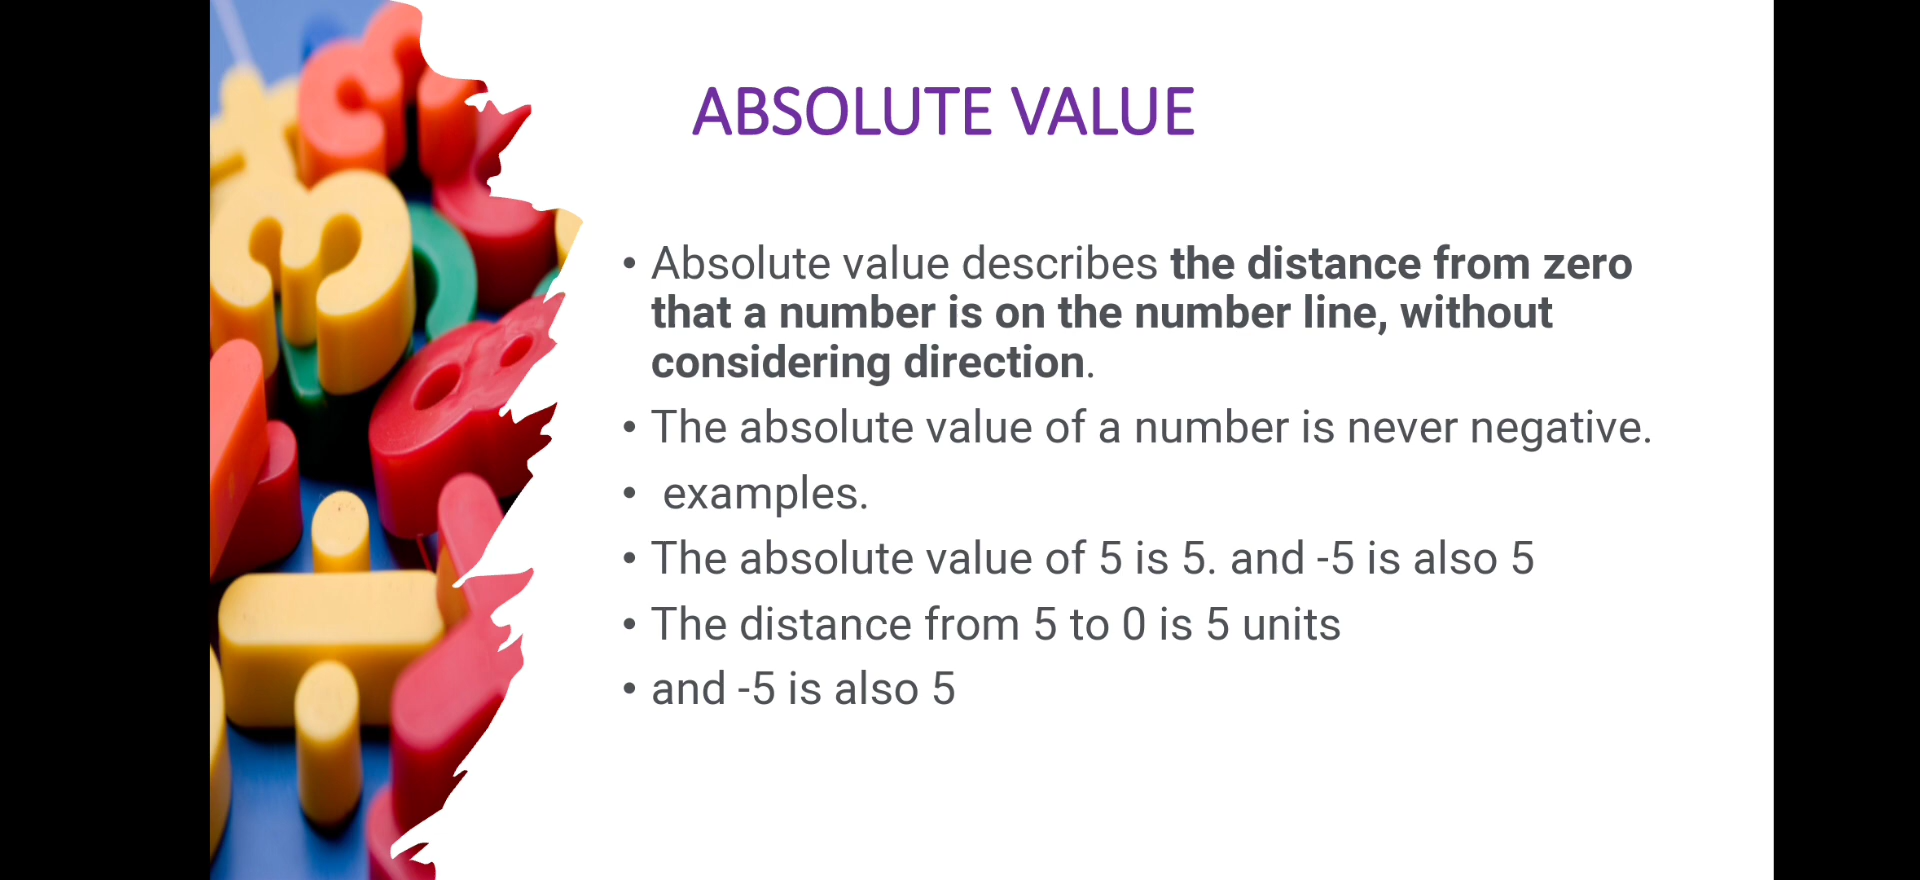 ABSOLUTE VALUE
• Absolute value describes the distance from zero
that a number is on the number line, without
considering direction.
• The absolute value of a number is never negative.
• examples.
• The absolute value of 5 is 5. and -5 is also 5
• The distance from 5 to 0 is 5 units
• and -5 is also 5